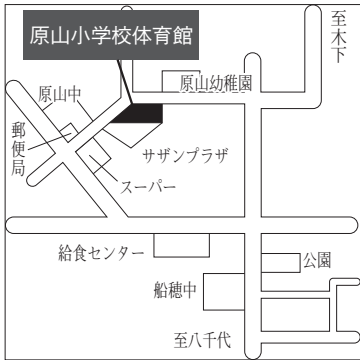 原山小学校体育館
至木下
原山中
原山幼稚園
郵便局
サザンプラザ
スーパー
給食センター
公園
船穂中
至八千代